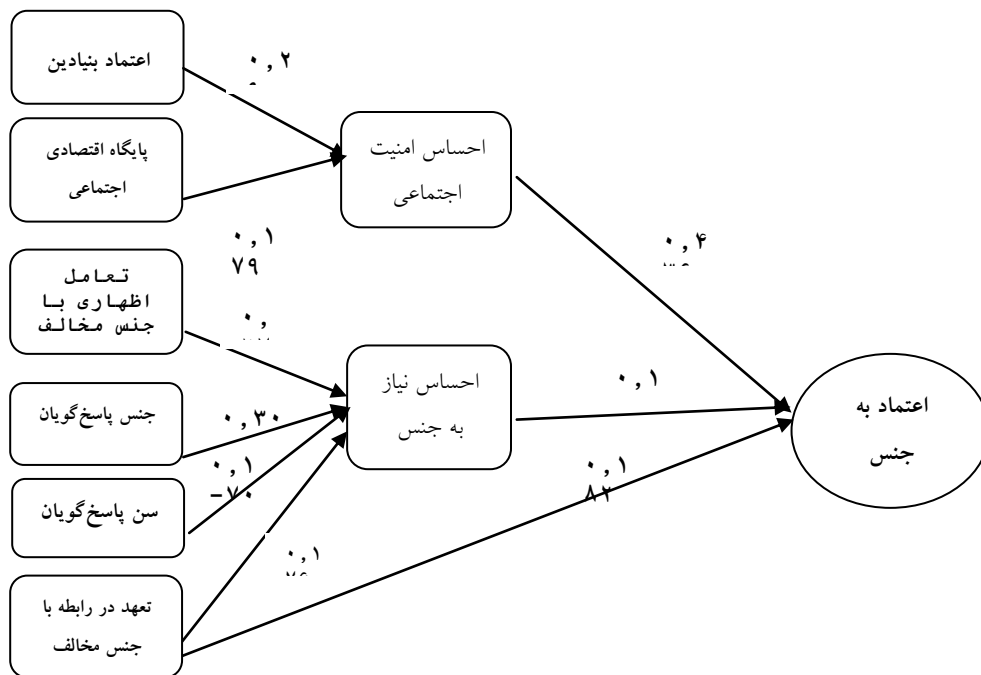 اعتماد بنیادین
پایگاه اقتصادی
اجتماعی
تعامل
اظهاری با
جنس مخالف
جنس پاسخ‌گویان
سن پاسخ‌گویان
تعهد در رابطه با
جنس مخالف
احساس امنیت
اجتماعی
احساس نیاز
به جنس
اعتماد به
جنس
۰,۲
۰,۱
۷۹
۰,
۰,۳۰
۰,۱
-۷۰
۰,۱
۰,۴
۰,۱
۰,۱
۸۲